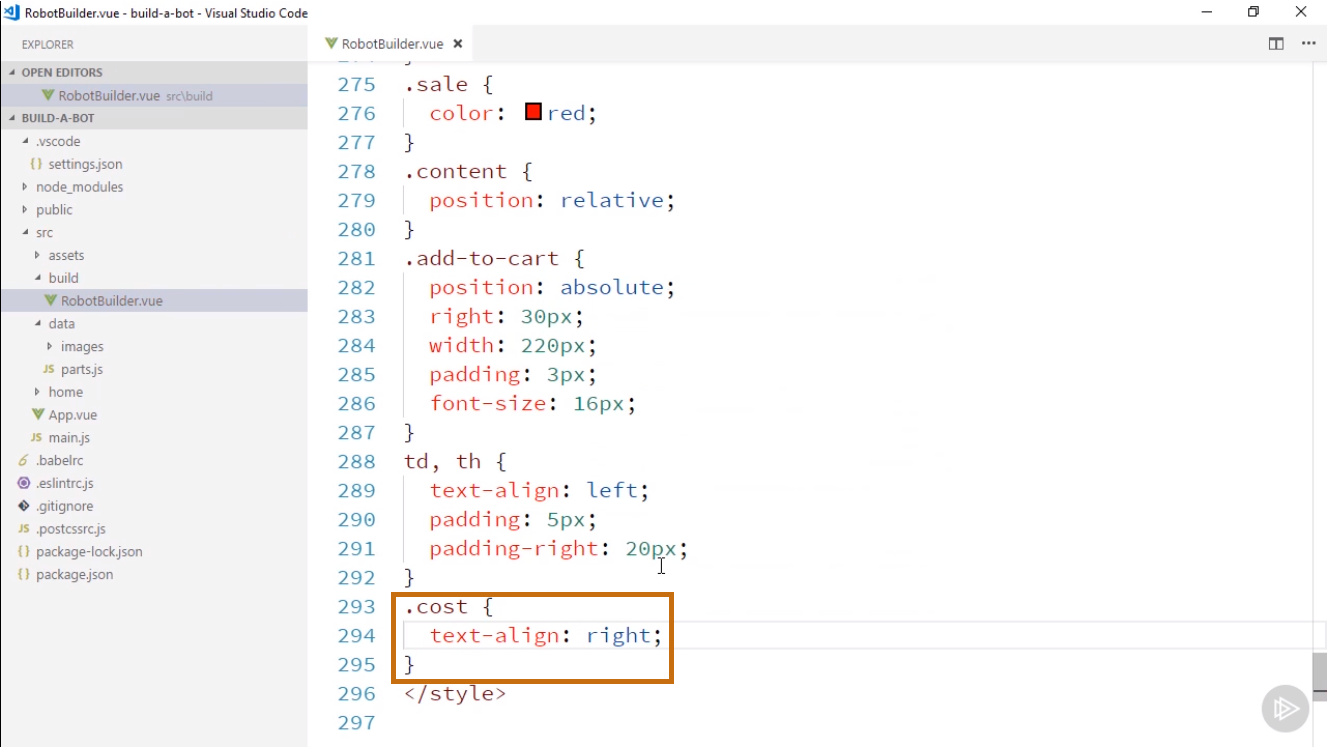 RobotBuilder.vue - build-a-bot - Visual Studio Code
EXPLORER
RobotBuilder.vue
OPEN EDITORS
RobotBuilder.vue src\build
BUILD-A-BOT
.vscode
{} settings.json
node_modules
public
src
assets
build
RobotBuilder.vue
data
images
JS parts.js
home
App.vue
JS main.js
.babelrc
.eslintrc.js
.gitignore
JS .postcssrc.js
{} package-lock.json
{} package.json
275 .sale {
276 color: red;
277 }
278 .content {
279 position: relative;
280 }
281 .add-to-cart {
282 position: absolute;
283 right: 30px;
284 width: 220px;
285 padding: 3px;
286 font-size: 16px;
287 }
288 td, th {
289 text-align: left;
290 padding: 5px;
291 padding-right: 20px;
292 }
293 .cost {
294 text-align: right;
295 }
296 </style>
297